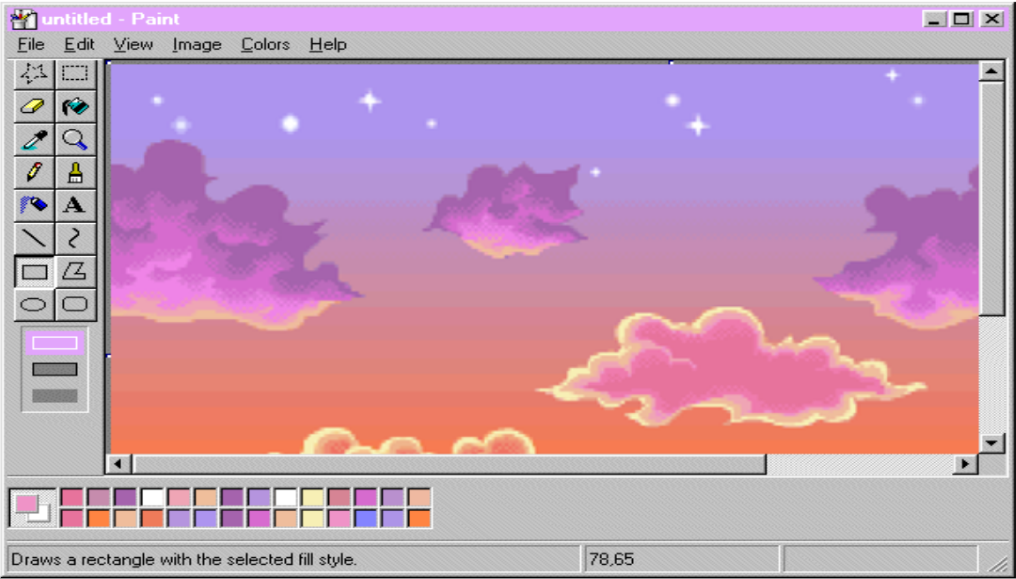 untitled - Paint
File Edit View Image Colors Help
A
Draws a rectangle with the selected fill style.
78,65